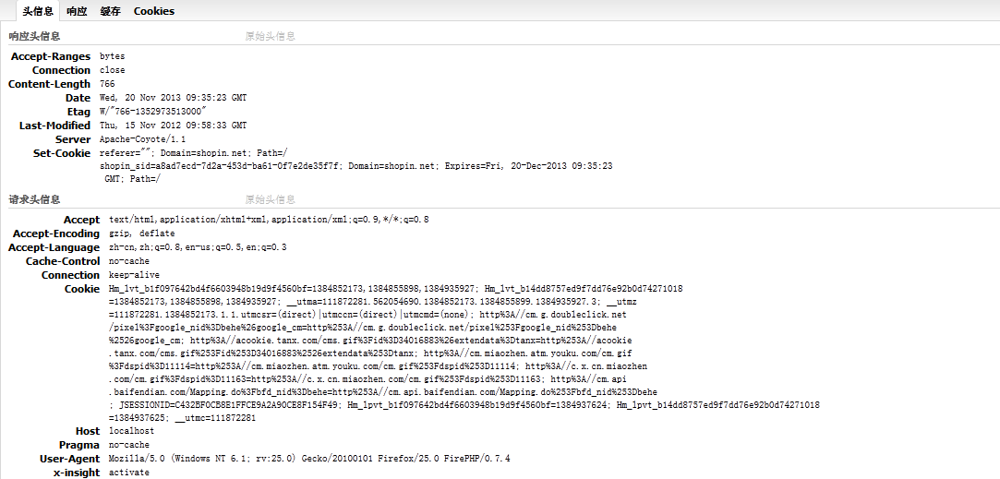 头信息 响应 缓存 Cookies
响应头信息 原始头信息
Accept-Ranges bytes
Connection close
Content-Length 766
Date Wed, 20 Nov 2013 09:35:23 GMT
Etag W/"766-1352973513000"
Last-Modified Thu, 15 Nov 2012 09:58:33 GMT
Server Apache-Coyote/1.1
Set-Cookie referer=""; Domain=shopin.net; Path=/
shopin_sid=a8ad7ecd-7d2a-453d-ba61-0f7e2de35f7f; Domain=shopin.net; Expires=Fri, 20-Dec-2013 09:35:23
GMT; Path=/
请求头信息 原始头信息
Accept text/html,application/xhtml+xml,application/xml;q=0.9,*/*;q=0.8
Accept-Encoding gzip, deflate
Accept-Language zh-cn,zh;q=0.8,en-us;q=0.5,en;q=0.3
Cache-Control no-cache
Connection keep-alive
Cookie Hm_lvt_b1f097642bd4f6603948b19d9f4560bf=1384852173,1384855898,1384935927; Hm_lvt_b14dd8757ed9f7dd76e92b0d74271018
=1384852173,1384855898,1384935927; __utma=111872281.562054690.1384852173.1384855899.1384935927.3; __utmz
=111872281.1384852173.1.1.utmcsr=(direct)|utmccn=(direct)|utmcmd=(none); http%3A//cm.g.doubleclick.net
/pixel%3Fgoogle_nid%3Dbehe%26google_cm=http%253A//cm.g.doubleclick.net/pixel%253Fgoogle_nid%253Dbehe
%2526google_cm; http%3A//acookie.tanx.com/cms.gif%3Fid%3D34016883%26extendata%3Dtanx=http%253A//acookie
.tanx.com/cms.gif%253Fid%253D34016883%2526extendata%253Dtanx; http%3A//cm.miaozhen.atm.youku.com/cm.gif
%3Fdspid%3D11114=http%253A//cm.miaozhen.atm.youku.com/cm.gif%253Fdspid%253D11114; http%3A//c.x.cn.miaozhen
.com/cm.gif%3Fdspid%3D11163=http%253A//c.x.cn.miaozhen.com/cm.gif%253Fdspid%253D11163; http%3A//cm.api
.baifendian.com/Mapping.do%3Fbfd_nid%3Dbehe=http%253A//cm.api.baifendian.com/Mapping.do%253Fbfd_nid%253Dbehe
; JSESSIONID=C432BF0CB8E1FFCE9A2A90CE8F154F49; Hm_lpvt_b1f097642bd4f6603948b19d9f4560bf=1384937624; Hm_lpvt_b14dd8757ed9f7dd76e92b0d74271018
=1384937625; __utmc=111872281
Host localhost
Pragma no-cache
User-Agent Mozilla/5.0 (Windows NT 6.1; rv:25.0) Gecko/20100101 Firefox/25.0 FirePHP/0.7.4
x-insight activate